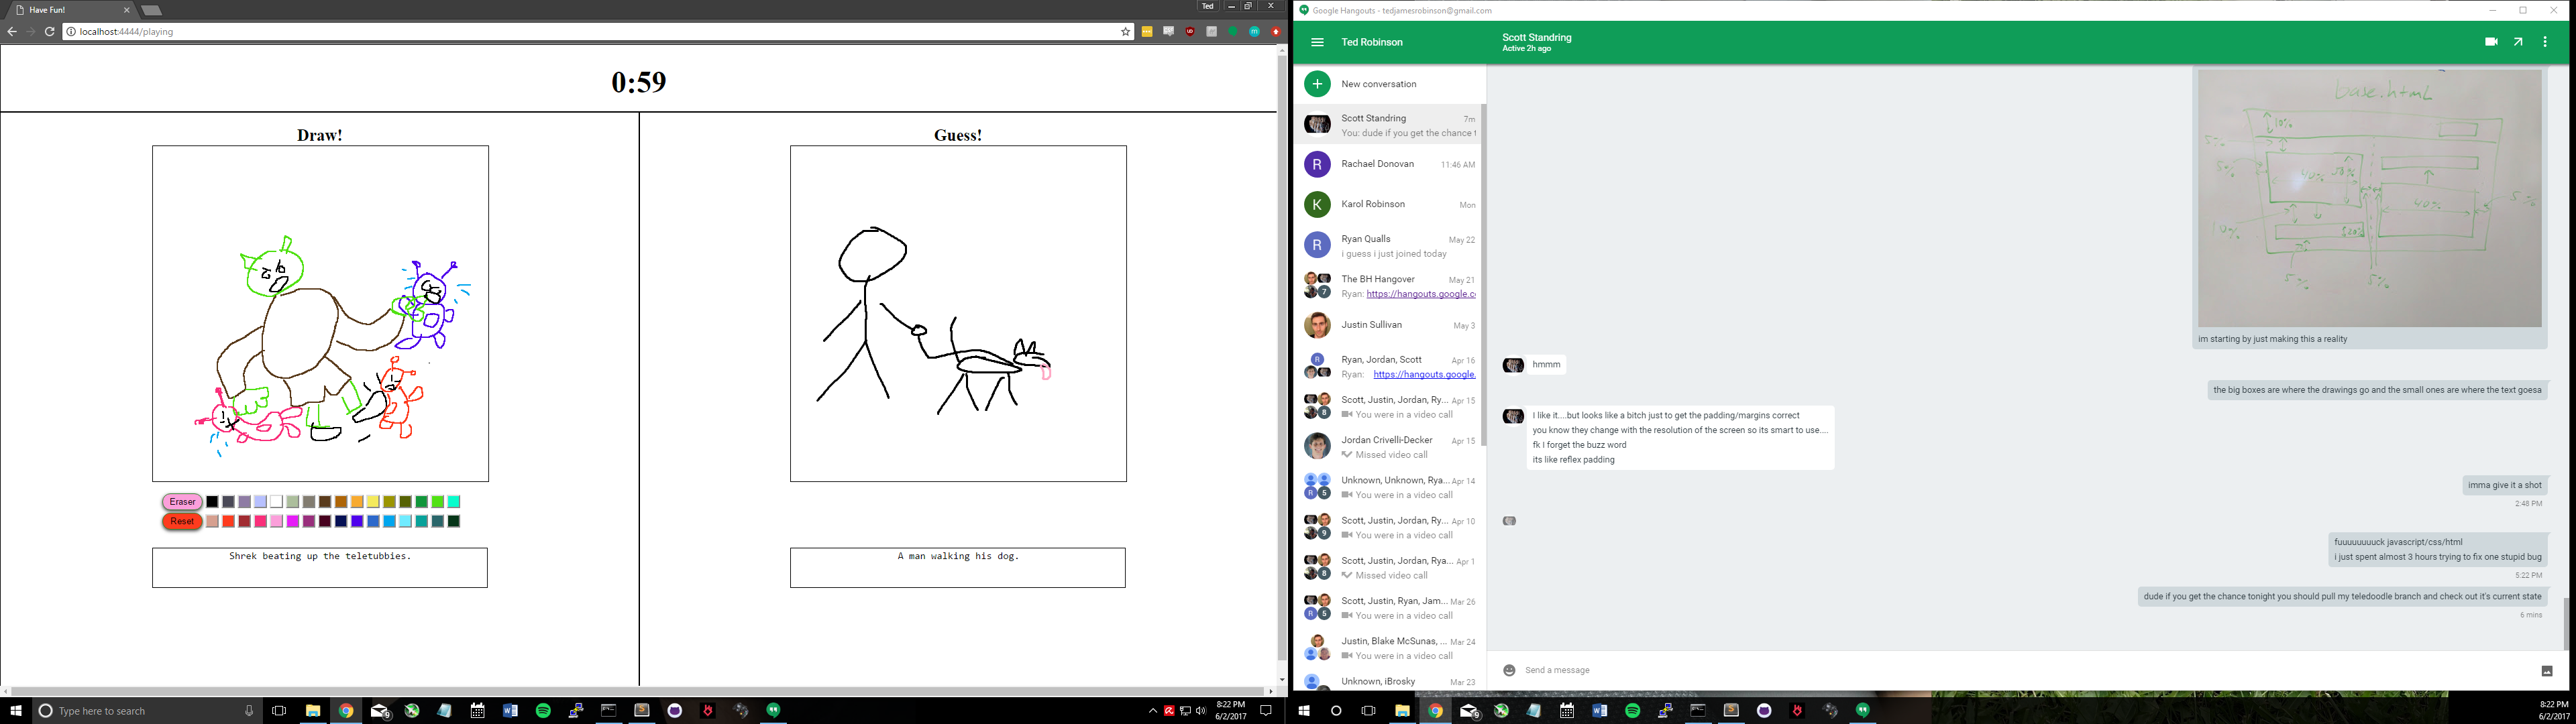 Have Fun!
Ted
localhost:4444/playing
0:59
Draw!
Guess!
Eraser
Reset
Shrek beating up the teletubbies.
A man walking his dog.
Type here to search
8:22 PM
6/2/2017
Google Hangouts - tedjamesrobinson@gmail.com
Ted Robinson
Scott Standring
Active 2h ago
New conversation
Scott Standring 7m
You: dude if you get the chance t
R Rachael Donovan 11:46 AM
K Karol Robinson Mon
R Ryan Qualls May 22
i guess i just joined today
The BH Hangover May 21
7 Ryan: https://hangouts.google.c
Justin Sullivan May 3
R Ryan, Jordan, Scott Apr 16
Ryan: https://hangouts.google.
Scott, Justin, Jordan, Ry... Apr 15
8 You were in a video call
Jordan Crivelli-Decker Apr 15
Missed video call
Unknown, Unknown, Rya... Apr 14
R 5 You were in a video call
Scott, Justin, Jordan, Ry... Apr 10
9 You were in a video call
Scott, Justin, Jordan, Rya... Apr 1
8 Missed video call
Scott, Justin, Ryan, Jam... Mar 26
R 5 You were in a video call
Justin, Blake McSunas, ... Mar 24
You were in a video call
Unknown, iBrosky Mar 23
base.html
10%
5%
5%
40%
40%
5%
10%
5%
5%
im starting by just making this a reality
hmmm
the big boxes are where the drawings go and the small ones are where the text goesa
I like it....but looks like a bitch just to get the padding/margins correct
you know they change with the resolution of the screen so its smart to use....
fk I forget the buzz word
its like reflex padding
imma give it a shot
2:48 PM
fuuuuuuuuck javascript/css/html
i just spent almost 3 hours trying to fix one stupid bug
5:22 PM
dude if you get the chance tonight you should pull my teledoodle branch and check out it's current state
6 mins
Send a message
8:22 PM
6/2/2017